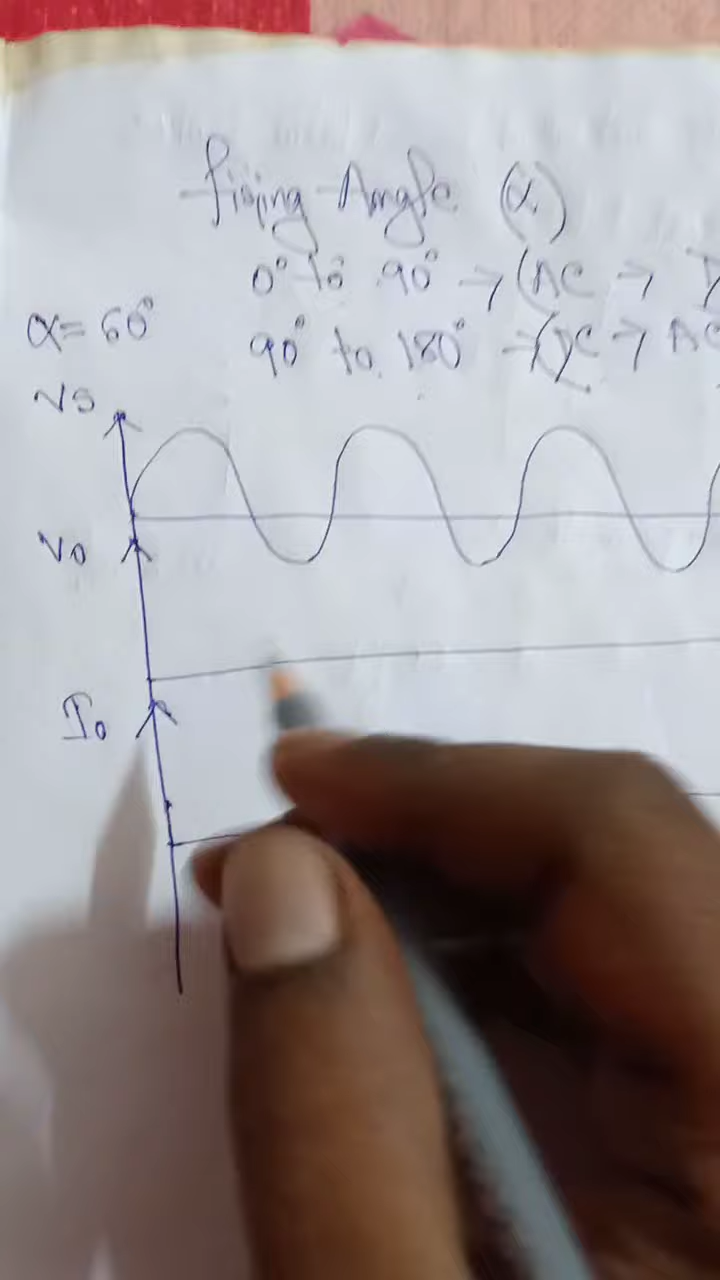 Firing Angle (α)
0° to 90° → (AC →
α = 60°
90° to 180° → (DC → AC
Vs
Vo
Io